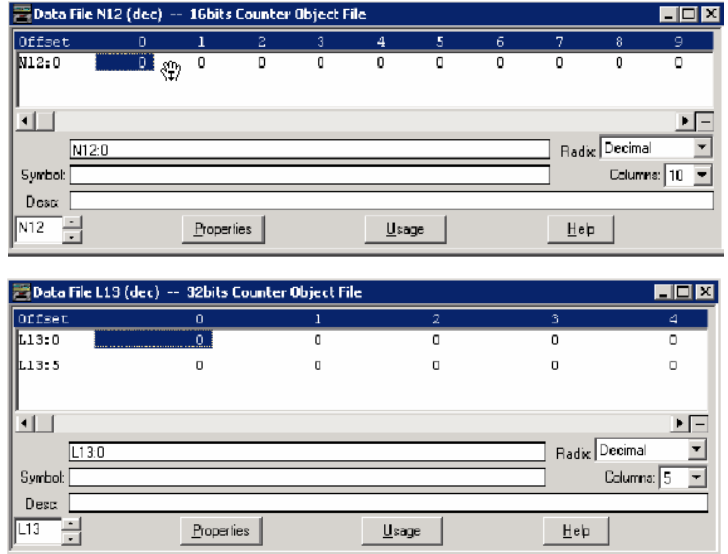 Data File N12 (dec) -- 16bits Counter Object File
Offset 0 1 2 3 4 5 6 7 8 9
N12:0 0 0 0 0 0 0 0 0 0 0
N12:0 Radix: Decimal
Symbol: Columns: 10
Desc:
N12 Properties Usage Help
Data File L13 (dec) -- 32bits Counter Object File
Offset 0 1 2 3 4
L13:0 0 0 0 0 0
L13:5 0 0 0 0 0
L13:0 Radix: Decimal
Symbol: Columns: 5
Desc:
L13 Properties Usage Help